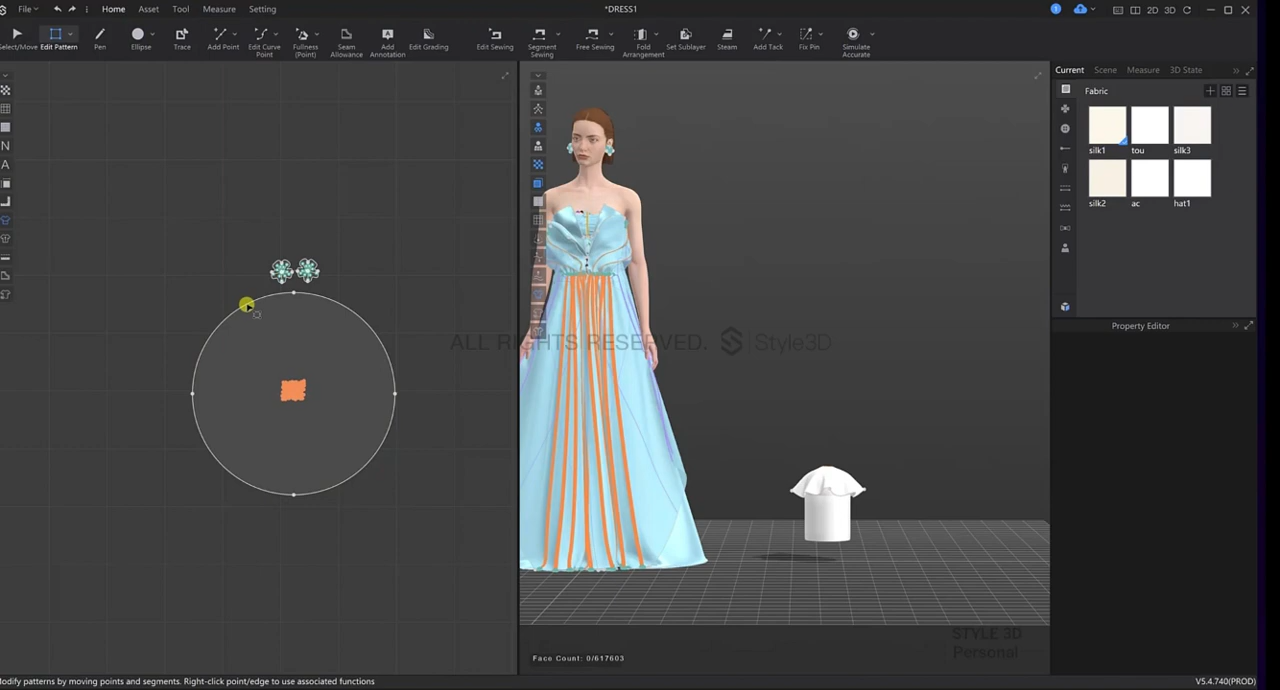 File Home Asset Tool Measure Setting *DRESS1 1 2D 3D
Select/Move Edit Pattern Pen Ellipse Trace Add Point Edit Curve Point Fullness (Point) Seam Allowance Add Annotation Edit Grading Edit Sewing Segment Sewing Free Sewing Fold Arrangement Set Sublayer Steam Add Tack Fix Pin Simulate Accurate
Current Scene Measure 3D State
Fabric
silk1 tou silk3
silk2 ac hat1
N
A
Property Editor
ALL RIGHTS RESERVED. Style3D
STYLE 3D
Personal
Face Count: 0/617603
Modify patterns by moving points and segments. Right-click point/edge to use associated functions V5.4.740(PROD)